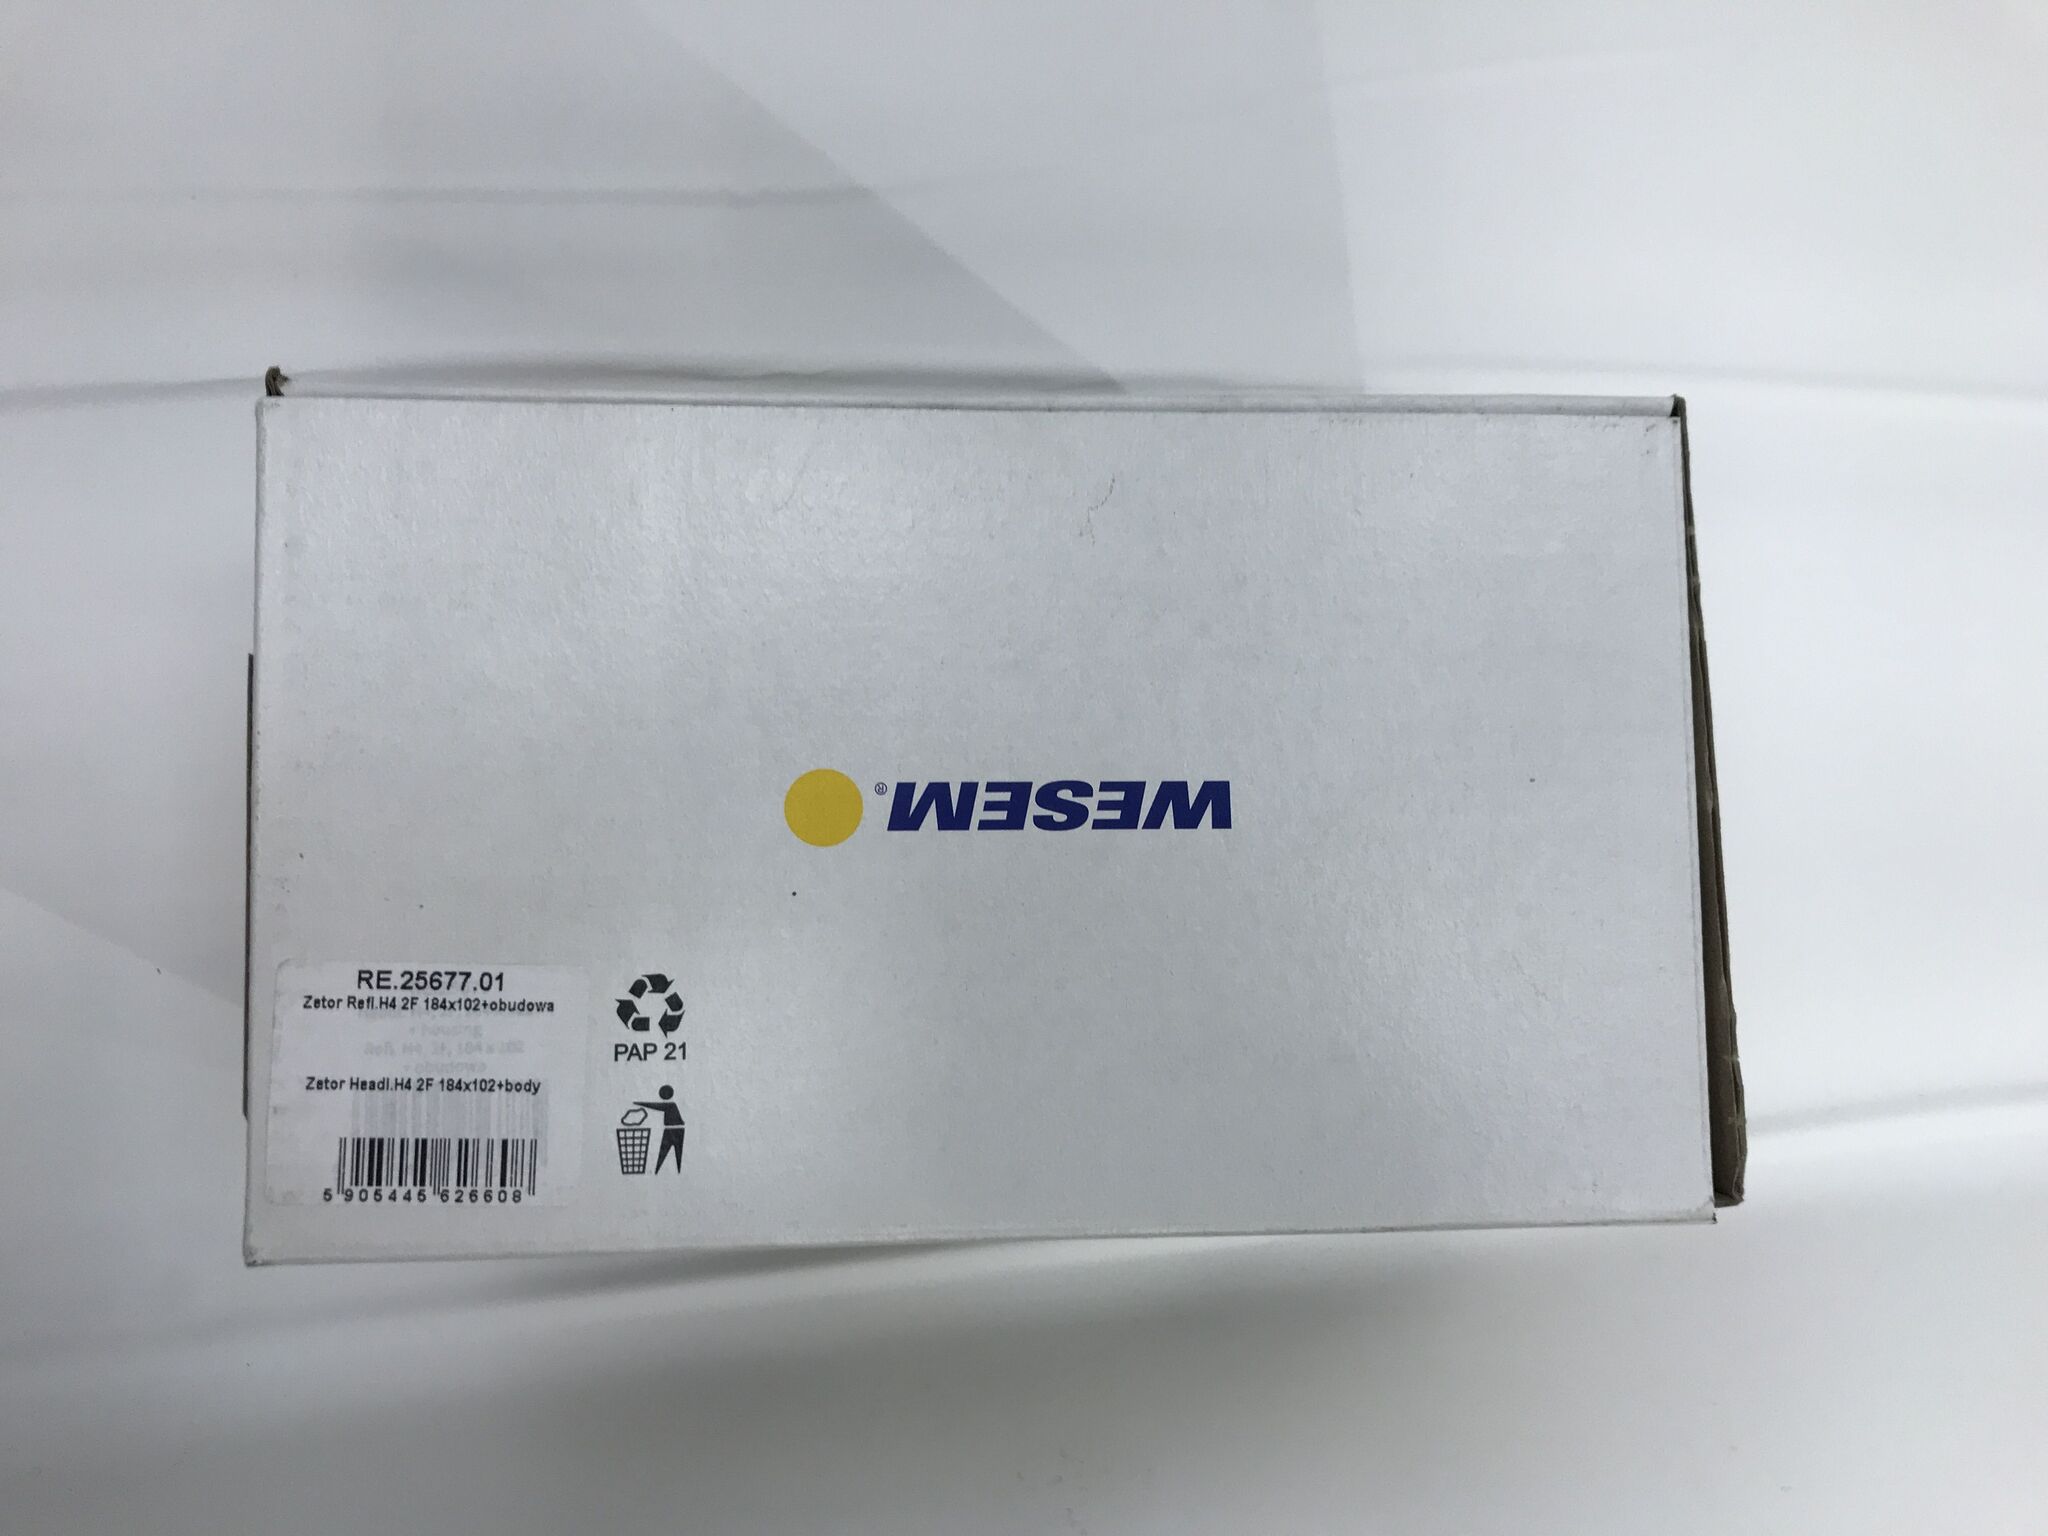 WESEM®
RE.25677.01
Zetor Refl.H4 2F 184x102+obudowa
Zetor Headl.H4 2F 184x102+body
5 905445 626608
PAP 21